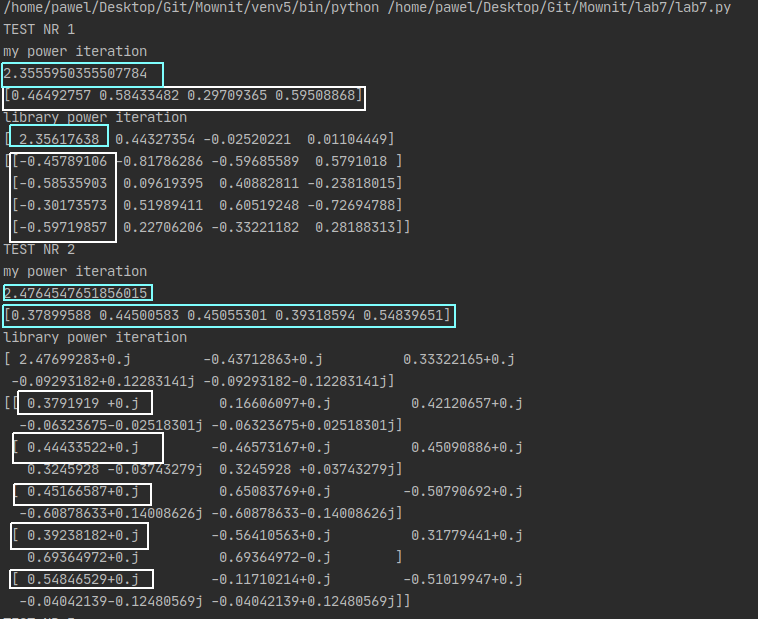 /home/pawel/Desktop/Git/Mownit/venv5/bin/python /home/pawel/Desktop/Git/Mownit/lab7/lab7.py
TEST NR 1
my power iteration
2.3555950355507784
[0.46492757 0.58433482 0.29709365 0.59508868]
library power iteration
[ 2.35617638  0.44327354 -0.02520221  0.01104449]
[[-0.45789106 -0.81786286 -0.59685589  0.5791018 ]
 [-0.58535903  0.09619395  0.40882811 -0.23818015]
 [-0.30173573  0.51989411  0.60519248 -0.72694788]
 [-0.59719857  0.22706206 -0.33221182  0.28188313]]
TEST NR 2
my power iteration
2.4764547651856015
[0.37899588 0.44500583 0.45055301 0.39318594 0.54839651]
library power iteration
[ 2.47699283+0.j         -0.43712863+0.j          0.33322165+0.j
 -0.09293182+0.12283141j -0.09293182-0.12283141j]
[[ 0.3791919 +0.j          0.16606097+0.j          0.42120657+0.j
  -0.06323675-0.02518301j -0.06323675+0.02518301j]
 [ 0.44433522+0.j         -0.46573167+0.j          0.45090886+0.j
   0.3245928 -0.03743279j  0.3245928 +0.03743279j]
 [ 0.45166587+0.j          0.65083769+0.j         -0.50790692+0.j
  -0.60878633+0.14008626j -0.60878633-0.14008626j]
 [ 0.39238182+0.j         -0.56410563+0.j          0.31779441+0.j
   0.69364972+0.j          0.69364972-0.j        ]
 [ 0.54846529+0.j         -0.11710214+0.j         -0.51019947+0.j
  -0.04042139-0.12480569j -0.04042139+0.12480569j]]